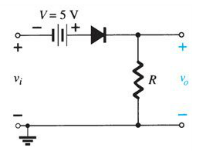 V = 5 V
− +
+ +
vi R vo
− −